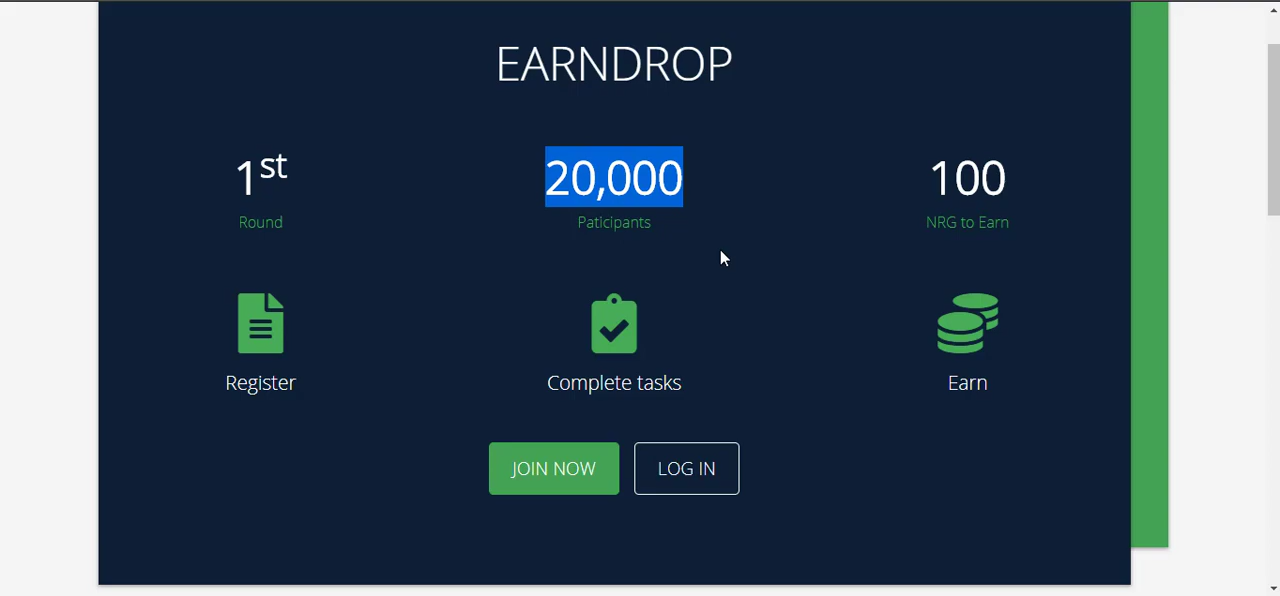 EARNDROP
1st
20,000
100
Round
Paticipants
NRG to Earn
Register
Complete tasks
Earn
JOIN NOW
LOG IN